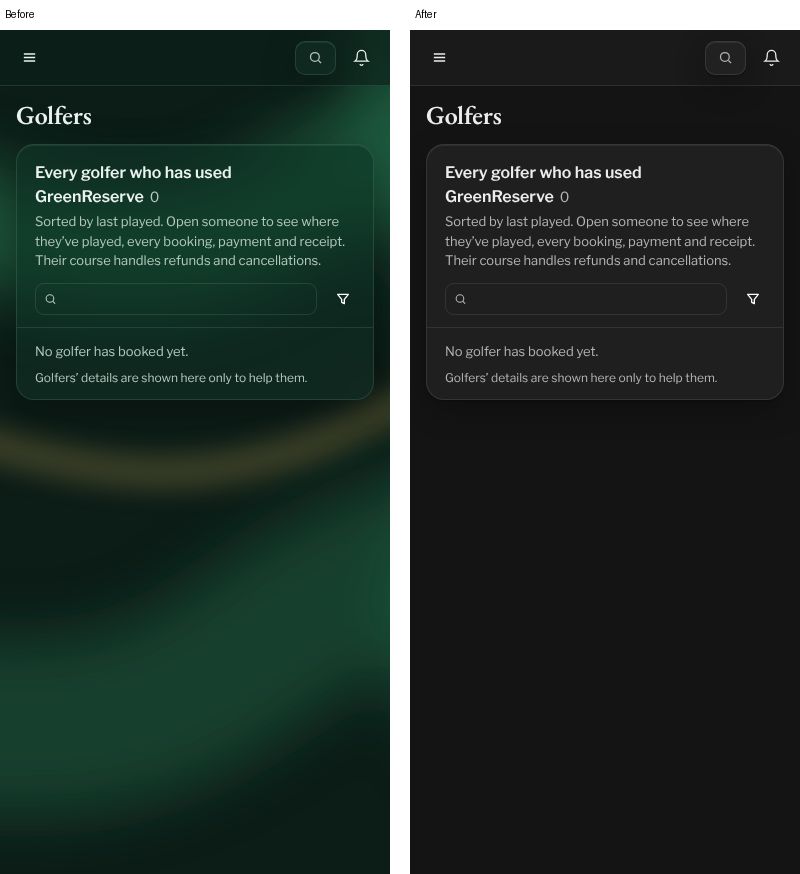 Before
Golfers
Every golfer who has used
GreenReserve 0
Sorted by last played. Open someone to see where
they’ve played, every booking, payment and receipt.
Their course handles refunds and cancellations.
No golfer has booked yet.
Golfers’ details are shown here only to help them.
After
Golfers
Every golfer who has used
GreenReserve 0
Sorted by last played. Open someone to see where
they’ve played, every booking, payment and receipt.
Their course handles refunds and cancellations.
No golfer has booked yet.
Golfers’ details are shown here only to help them.